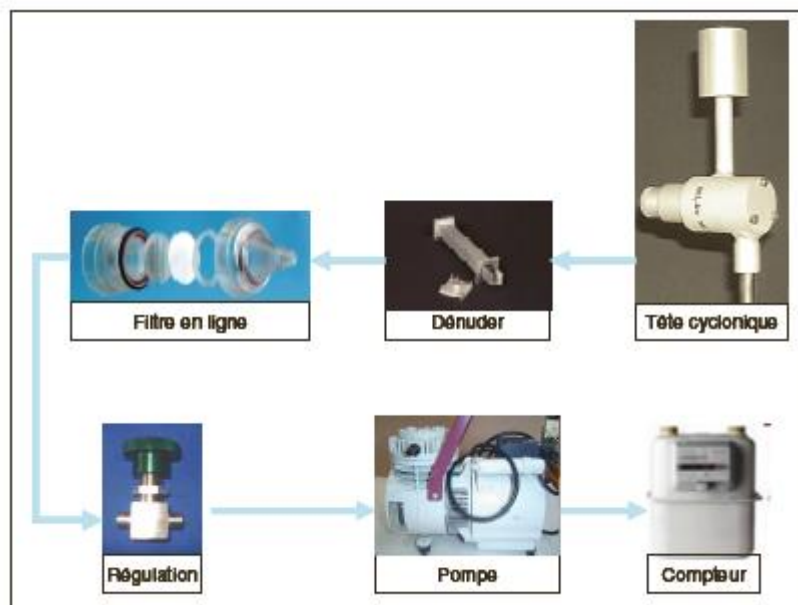 Tête cyclonique
Dénuder
Filtre en ligne
Régulation
Pompe
Compteur